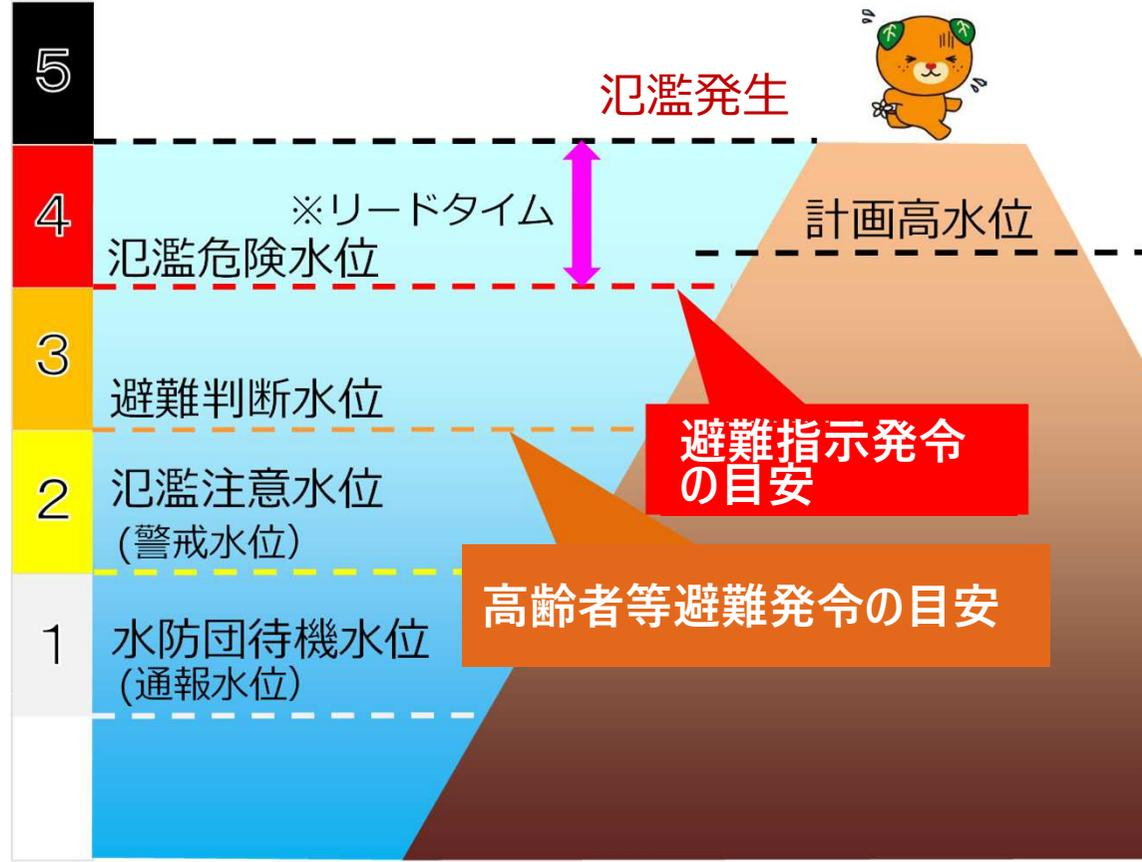 5
氾濫発生
4
※リードタイム
計画高水位
氾濫危険水位
3
避難判断水位
避難指示発令
の目安
2
氾濫注意水位
(警戒水位)
高齢者等避難発令の目安
1
水防団待機水位
(通報水位)